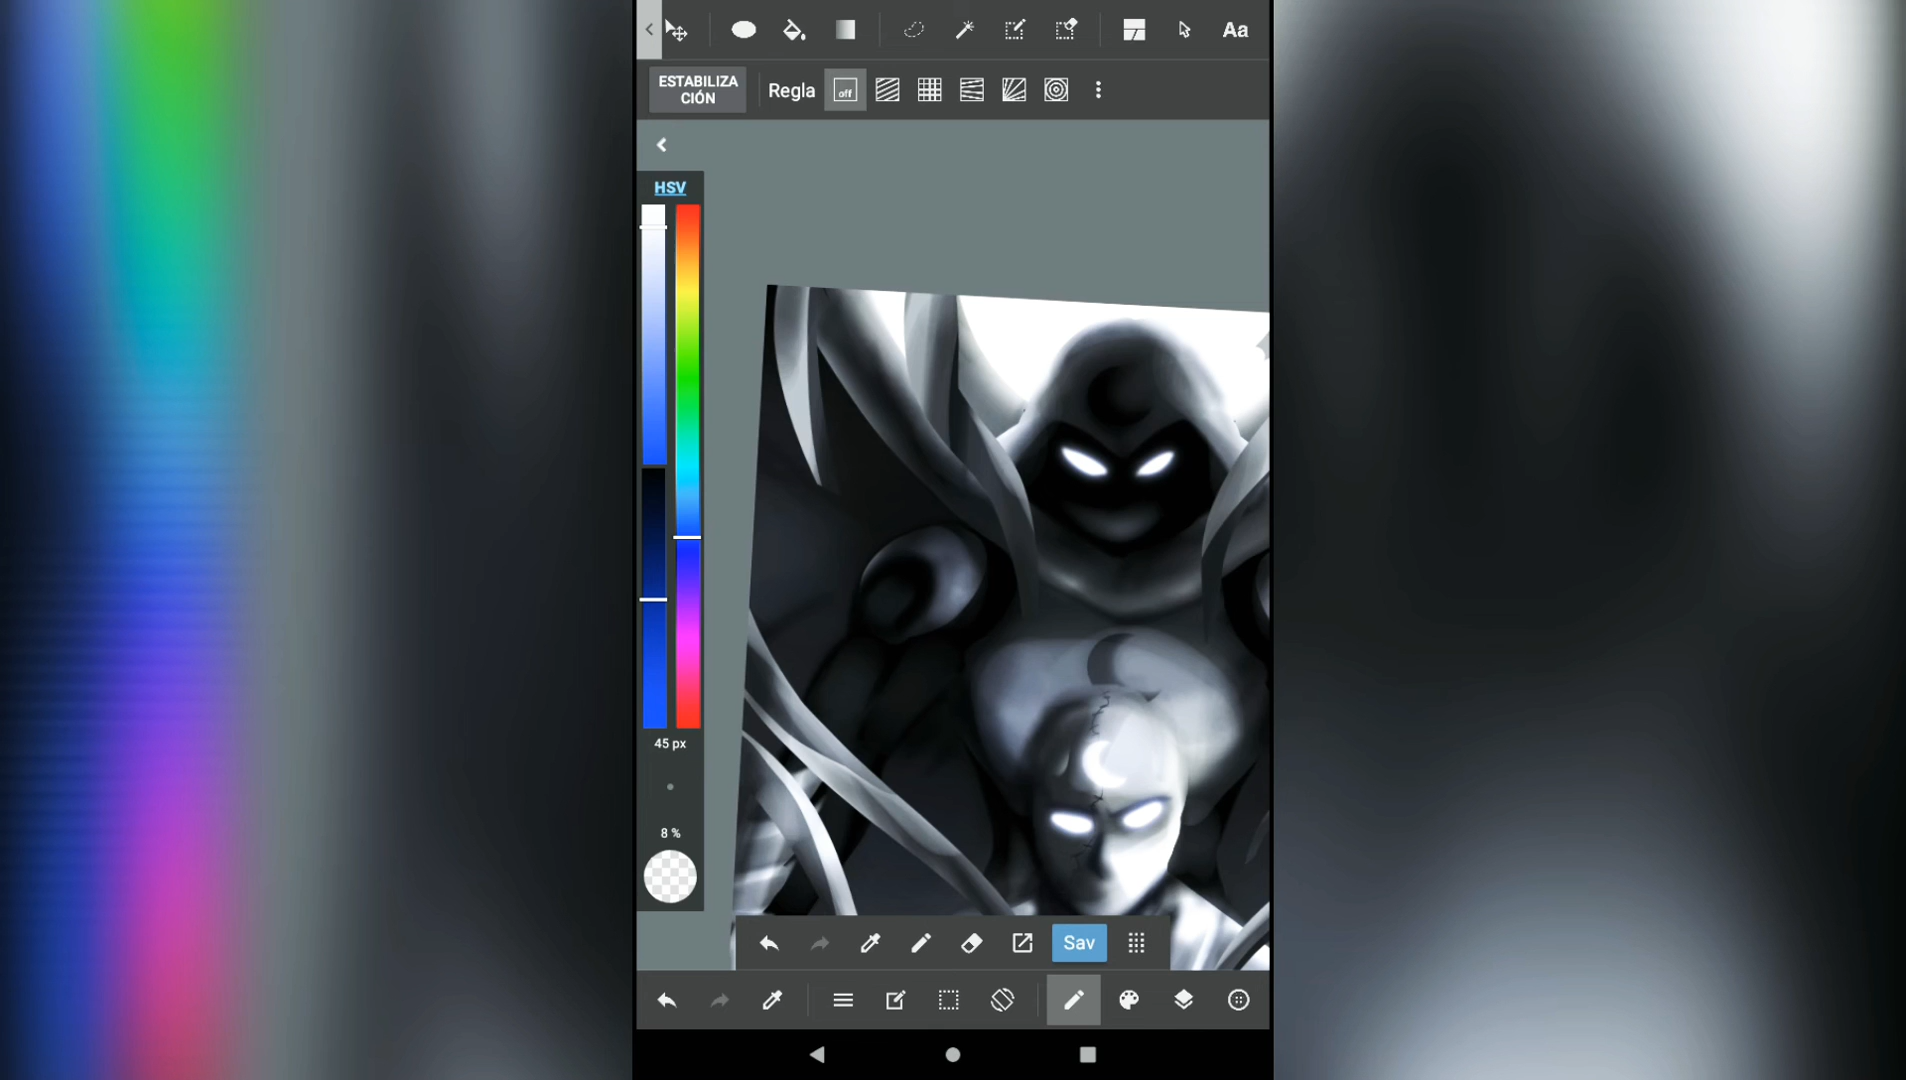 Aa
ESTABILIZA
CIÓN
Regla
off
HSV
45 px
8 %
Sav